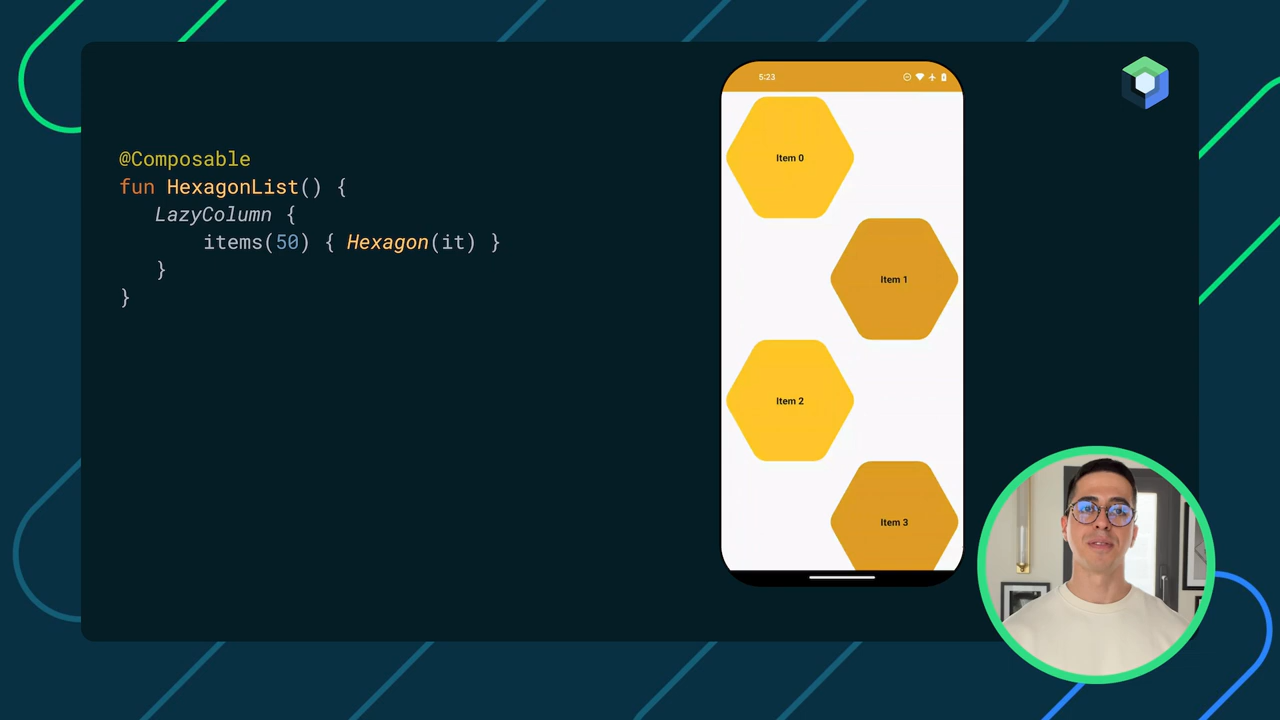 @Composable
fun HexagonList() {
LazyColumn {
items(50) { Hexagon(it) }
}
}
5:23
Item 0
Item 1
Item 2
Item 3